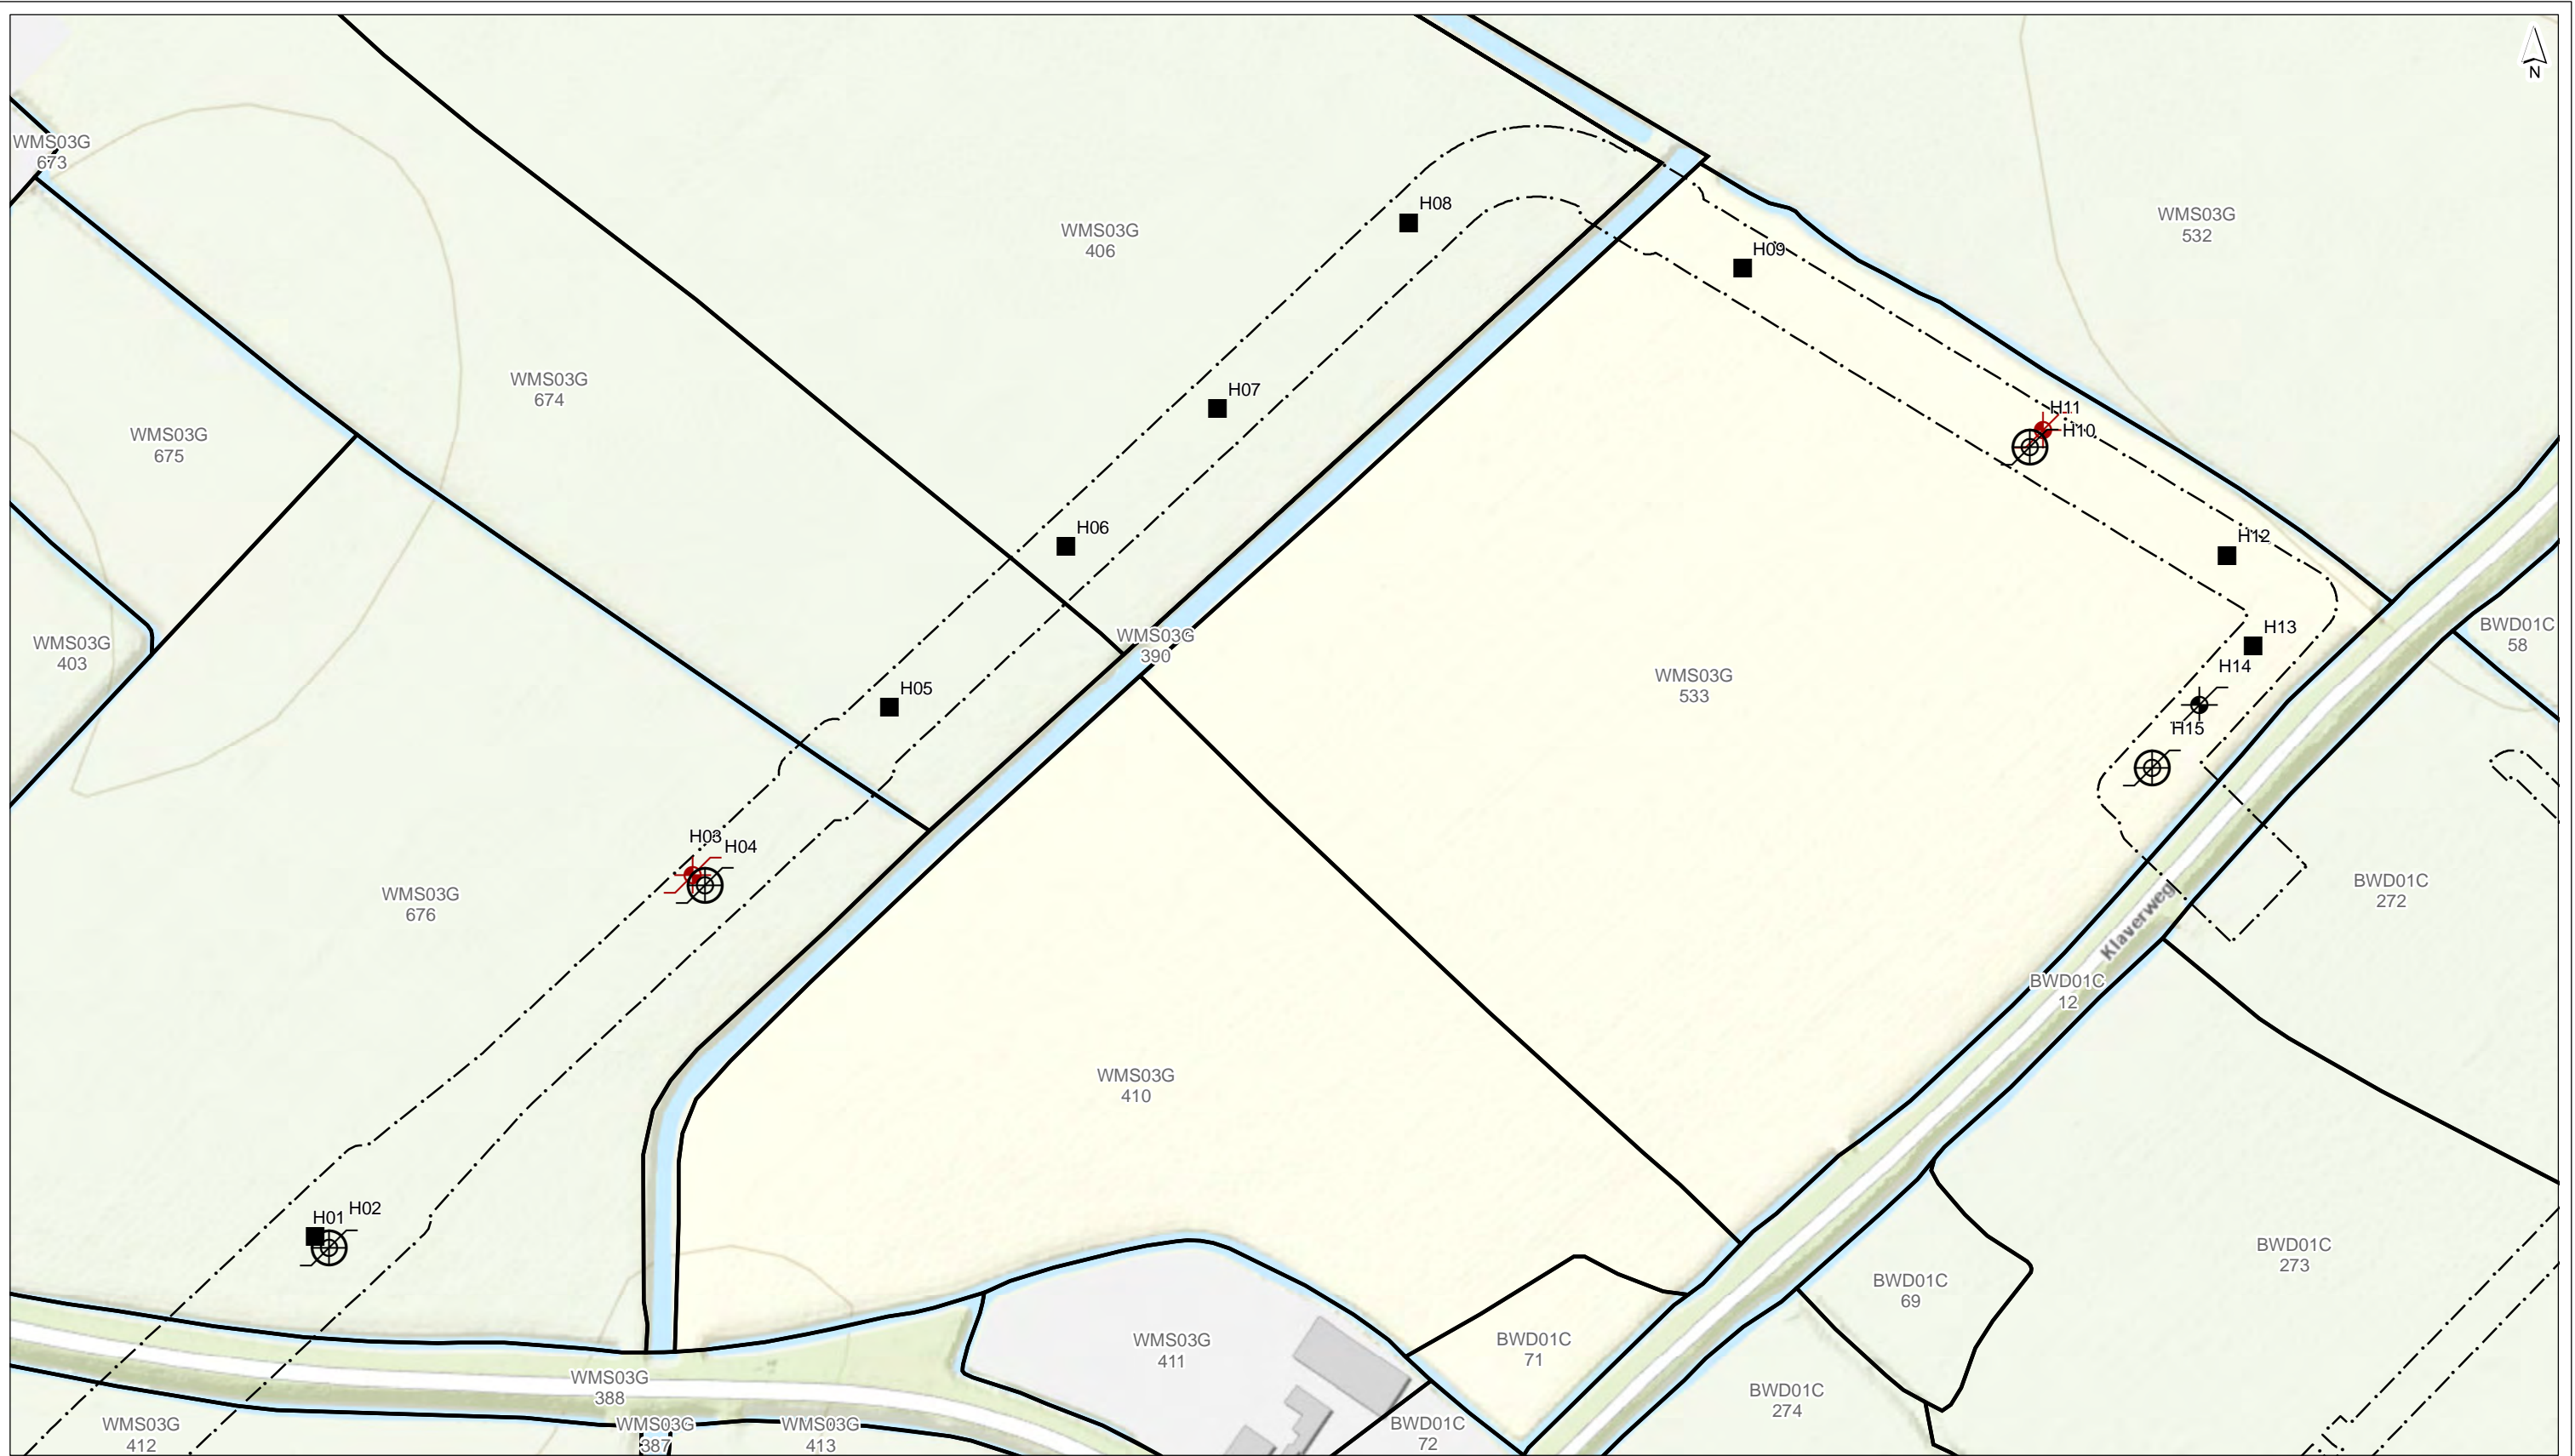 N
WMS03G
673
H08
WMS03G
532
WMS03G
406
H09
WMS03G
674
H07
H11
H10
WMS03G
675
H06
H12
H13
WMS03G
403
WMS03G
390
BWD01C
58
H14
WMS03G
533
H05
H15
H03
H04
WMS03G
676
BWD01C
272
Klaverweg
BWD01C
12
WMS03G
410
H01
H02
BWD01C
273
BWD01C
69
WMS03G
411
BWD01C
71
WMS03G
388
BWD01C
274
WMS03G
412
WMS03G
387
WMS03G
413
BWD01C
72